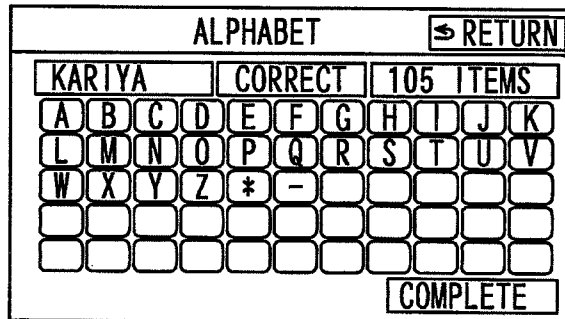 ALPHABET RETURN
KARIYA CORRECT 105 ITEMS
A B C D E F G H I J K
L M N O P Q R S T U V
W X Y Z * -
COMPLETE